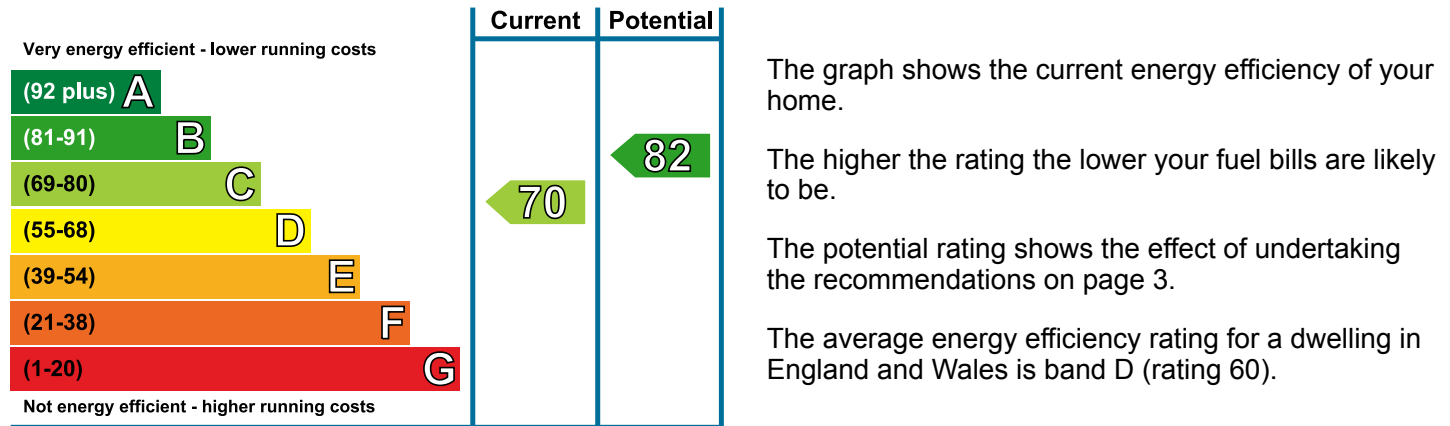 Current Potential
Very energy efficient - lower running costs
(92 plus) A
(81-91) B
(69-80) C
(55-68) D
(39-54) E
(21-38) F
(1-20) G
Not energy efficient - higher running costs
70
82
The graph shows the current energy efficiency of your
home.
The higher the rating the lower your fuel bills are likely
to be.
The potential rating shows the effect of undertaking
the recommendations on page 3.
The average energy efficiency rating for a dwelling in
England and Wales is band D (rating 60).